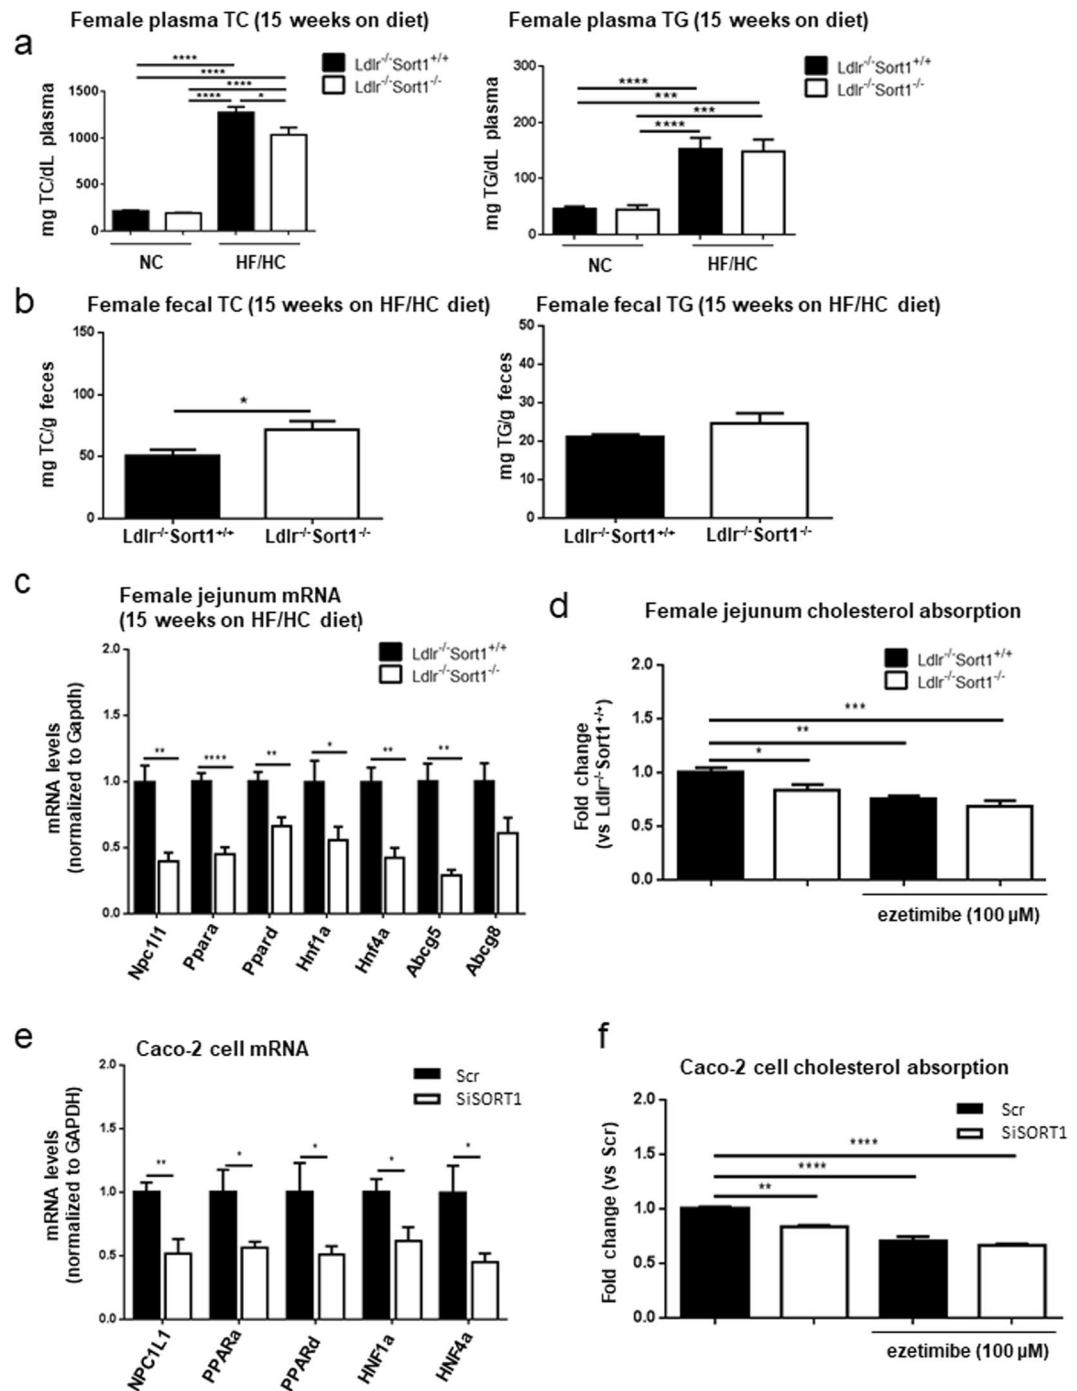 a
Female plasma TC (15 weeks on diet)
Ldlr⁻/⁻Sort1⁺/⁺
Ldlr⁻/⁻Sort1⁻/⁻
mg TC/dL plasma
1500
1000
500
0
****
****
****
****
*
NC
HF/HC
Female plasma TG (15 weeks on diet)
Ldlr⁻/⁻Sort1⁺/⁺
Ldlr⁻/⁻Sort1⁻/⁻
mg TG/dL plasma
300
200
100
0
****
***
***
****
NC
HF/HC
b
Female fecal TC (15 weeks on HF/HC diet)
mg TC/g feces
150
100
50
0
*
Ldlr⁻/⁻Sort1⁺/⁺
Ldlr⁻/⁻Sort1⁻/⁻
Female fecal TG (15 weeks on HF/HC diet)
mg TG/g feces
50
40
30
20
10
0
Ldlr⁻/⁻Sort1⁺/⁺
Ldlr⁻/⁻Sort1⁻/⁻
c
Female jejunum mRNA
(15 weeks on HF/HC diet)
Ldlr⁻/⁻Sort1⁺/⁺
Ldlr⁻/⁻Sort1⁻/⁻
mRNA levels
(normalized to Gapdh)
2.0
1.5
1.0
0.5
0.0
**
****
**
*
**
**
Npc1l1
Ppara
Ppard
Hnf1a
Hnf4a
Abcg5
Abcg8
d
Female jejunum cholesterol absorption
Ldlr⁻/⁻Sort1⁺/⁺
Ldlr⁻/⁻Sort1⁻/⁻
Fold change
(vs Ldlr⁻/⁻Sort1⁺/⁺)
2.0
1.5
1.0
0.5
0.0
***
**
*
ezetimibe (100 µM)
e
Caco-2 cell mRNA
Scr
SiSORT1
mRNA levels
(normalized to GAPDH)
2.0
1.5
1.0
0.5
0.0
**
*
*
*
*
NPC1L1
PPARa
PPARd
HNF1a
HNF4a
f
Caco-2 cell cholesterol absorption
Scr
SiSORT1
Fold change (vs Scr)
2.0
1.5
1.0
0.5
0.0
****
****
**
ezetimibe (100 µM)